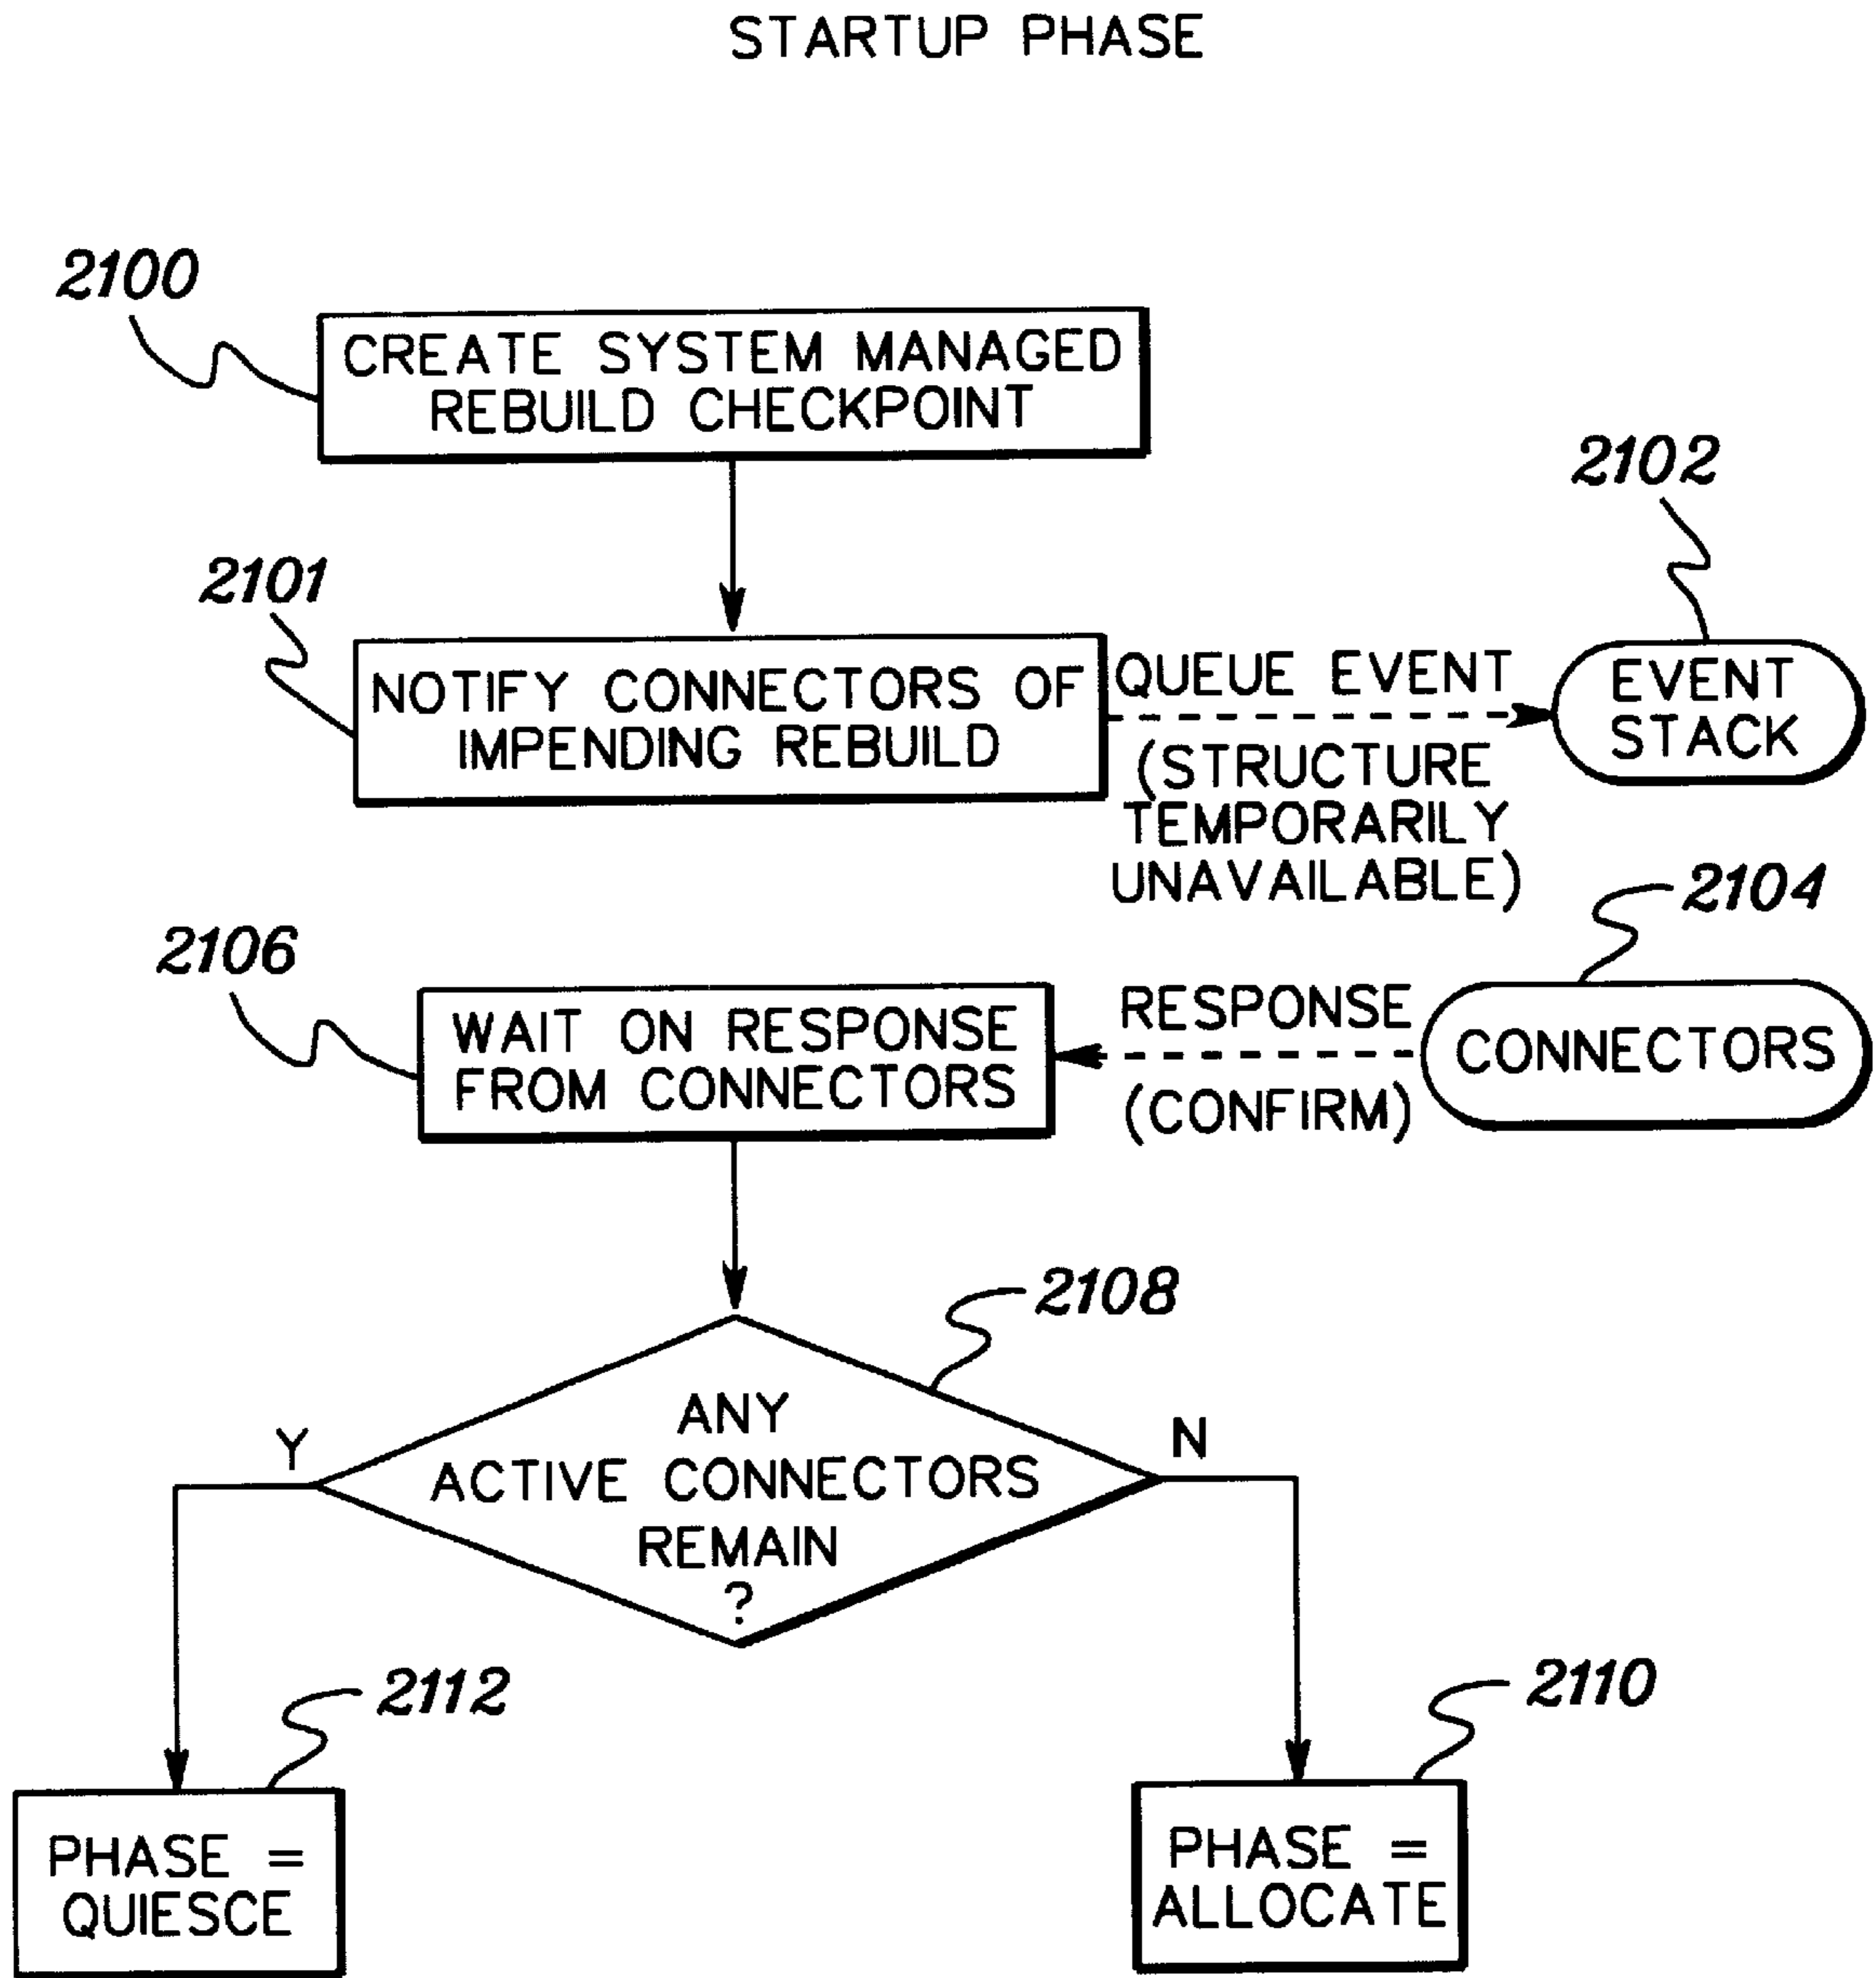 STARTUP PHASE
2100
CREATE SYSTEM MANAGED
REBUILD CHECKPOINT
2102
2101
NOTIFY CONNECTORS OF
IMPENDING REBUILD
QUEUE EVENT
(STRUCTURE
TEMPORARILY
UNAVAILABLE)
EVENT
STACK
2104
2106
WAIT ON RESPONSE
FROM CONNECTORS
RESPONSE
(CONFIRM)
CONNECTORS
2108
ANY
ACTIVE CONNECTORS
REMAIN
?
Y
N
2112
2110
PHASE =
QUIESCE
PHASE =
ALLOCATE